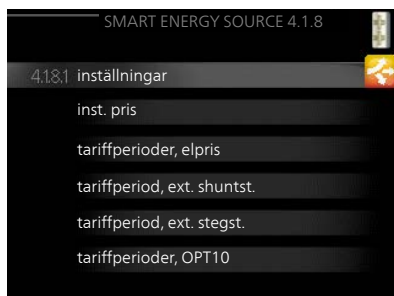 SMART ENERGY SOURCE 4.1.8
4.1.8.1 inställningar
inst. pris
tariffperioder, elpris
tariffperiod, ext. shuntst.
tariffperiod, ext. stegst.
tariffperioder, OPT10